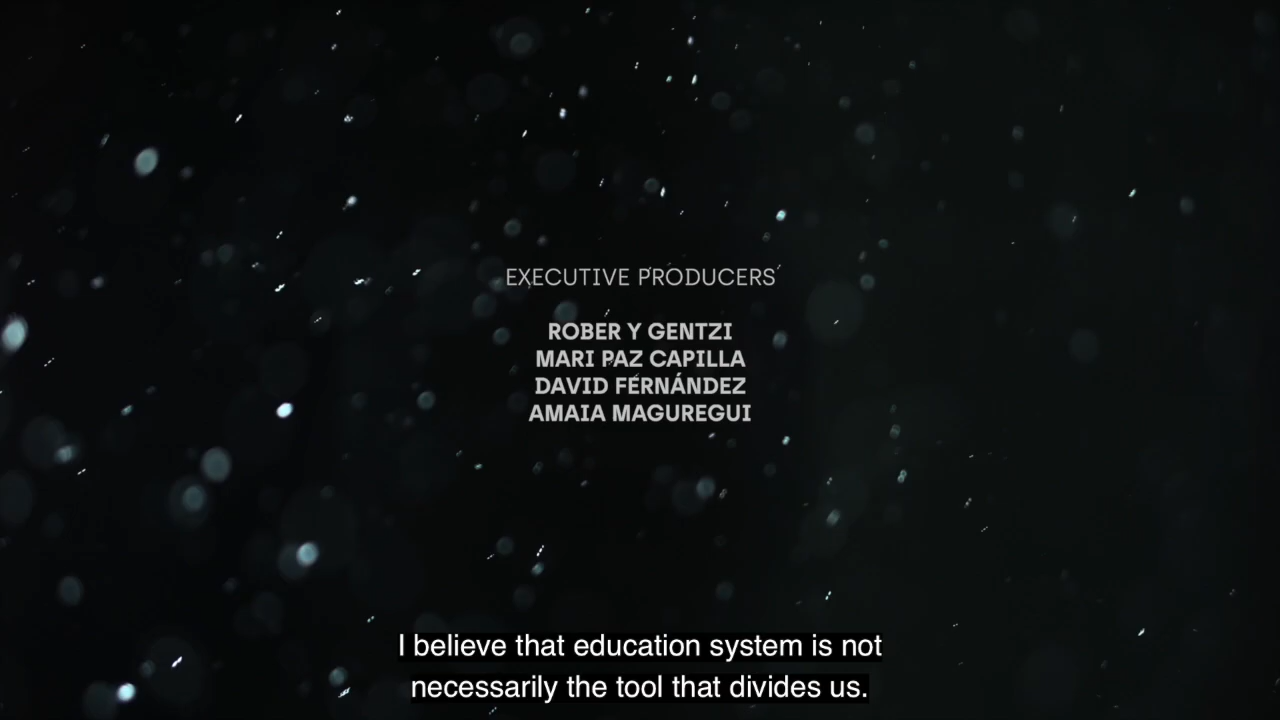 EXECUTIVE PRODUCERS
ROBER Y GENTZI
MARI PAZ CAPILLA
DAVID FERNÁNDEZ
AMAIA MAGUREGUI
I believe that education system is not
necessarily the tool that divides us.